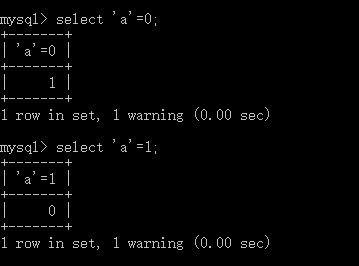 mysql> select 'a'=0;
+-------+
| 'a'=0 |
+-------+
|     1 |
+-------+
1 row in set, 1 warning (0.00 sec)
mysql> select 'a'=1;
+-------+
| 'a'=1 |
+-------+
|     0 |
+-------+
1 row in set, 1 warning (0.00 sec)